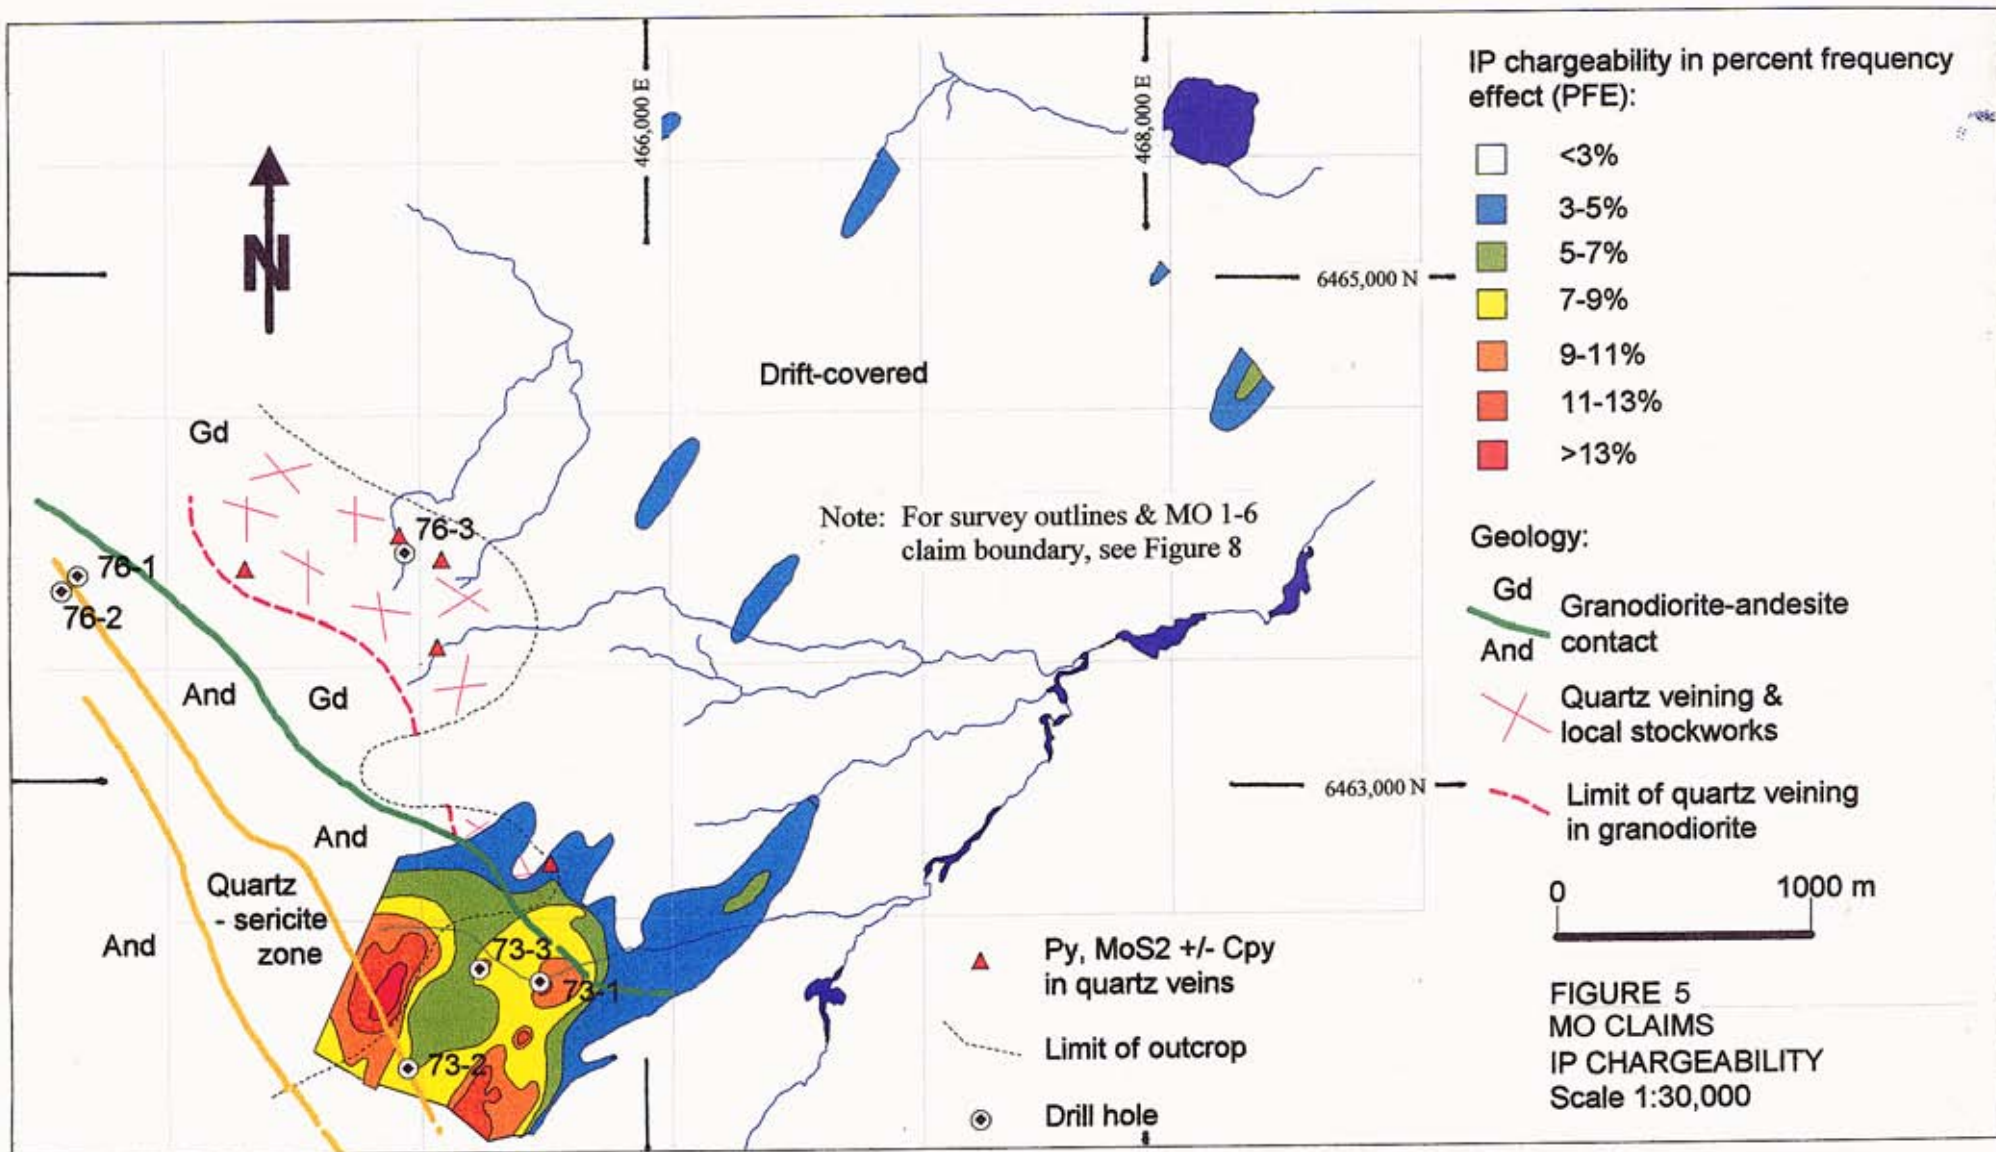 466,000 E
468,000 E
N
6465,000 N
Drift-covered
Gd
Note: For survey outlines & MO 1-6
claim boundary, see Figure 8
76-3
76-1
76-2
And
Gd
6463,000 N
And
Quartz
- sericite
zone
And
73-3
73-1
73-2
IP chargeability in percent frequency
effect (PFE):
<3%
3-5%
5-7%
7-9%
9-11%
11-13%
>13%
Geology:
Gd
And
Granodiorite-andesite
contact
Quartz veining &
local stockworks
Limit of quartz veining
in granodiorite
0 1000 m
Py, MoS2 +/- Cpy
in quartz veins
Limit of outcrop
Drill hole
FIGURE 5
MO CLAIMS
IP CHARGEABILITY
Scale 1:30,000